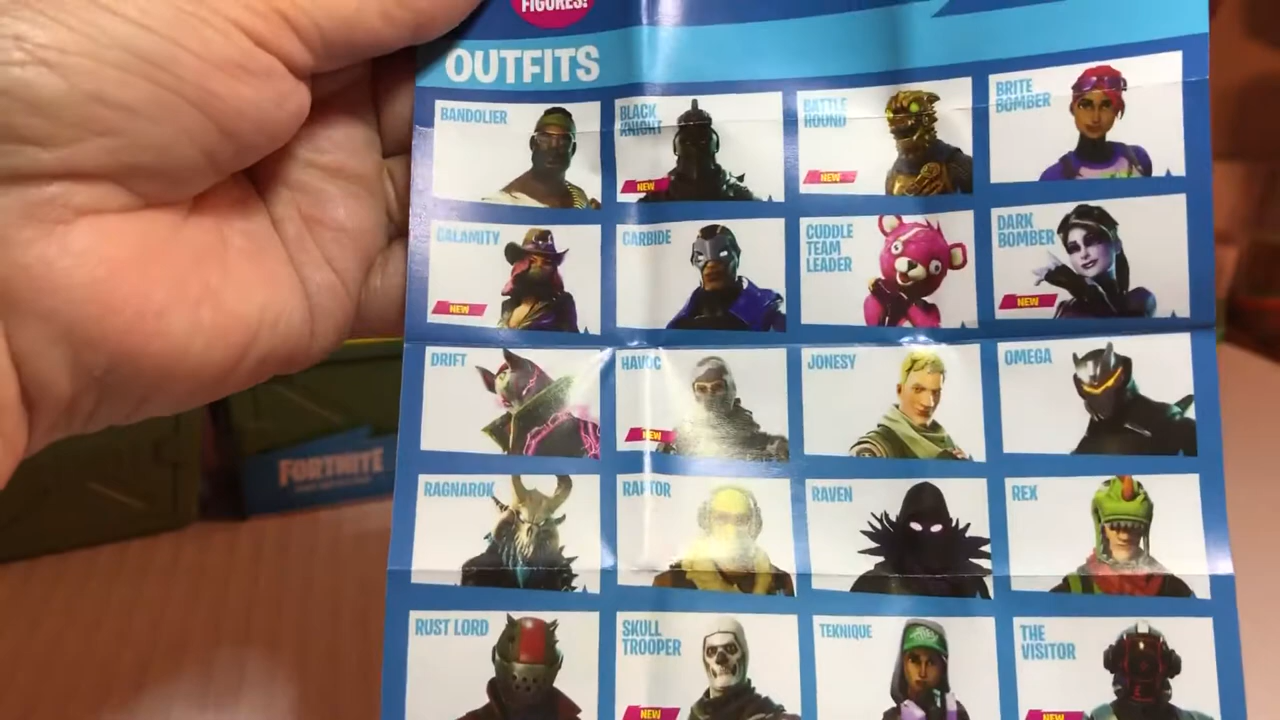 FIGURES!
OUTFITS
BANDOLIER
BLACK
KNIGHT
NEW
BATTLE
HOUND
NEW
BRITE
BOMBER
CALAMITY
NEW
CARBIDE
CUDDLE
TEAM
LEADER
DARK
BOMBER
NEW
DRIFT
HAVOC
NEW
JONESY
OMEGA
RAGNAROK
RAPTOR
RAVEN
REX
RUST LORD
SKULL
TROOPER
NEW
TEKNIQUE
THE
VISITOR
NEW
FORTNITE